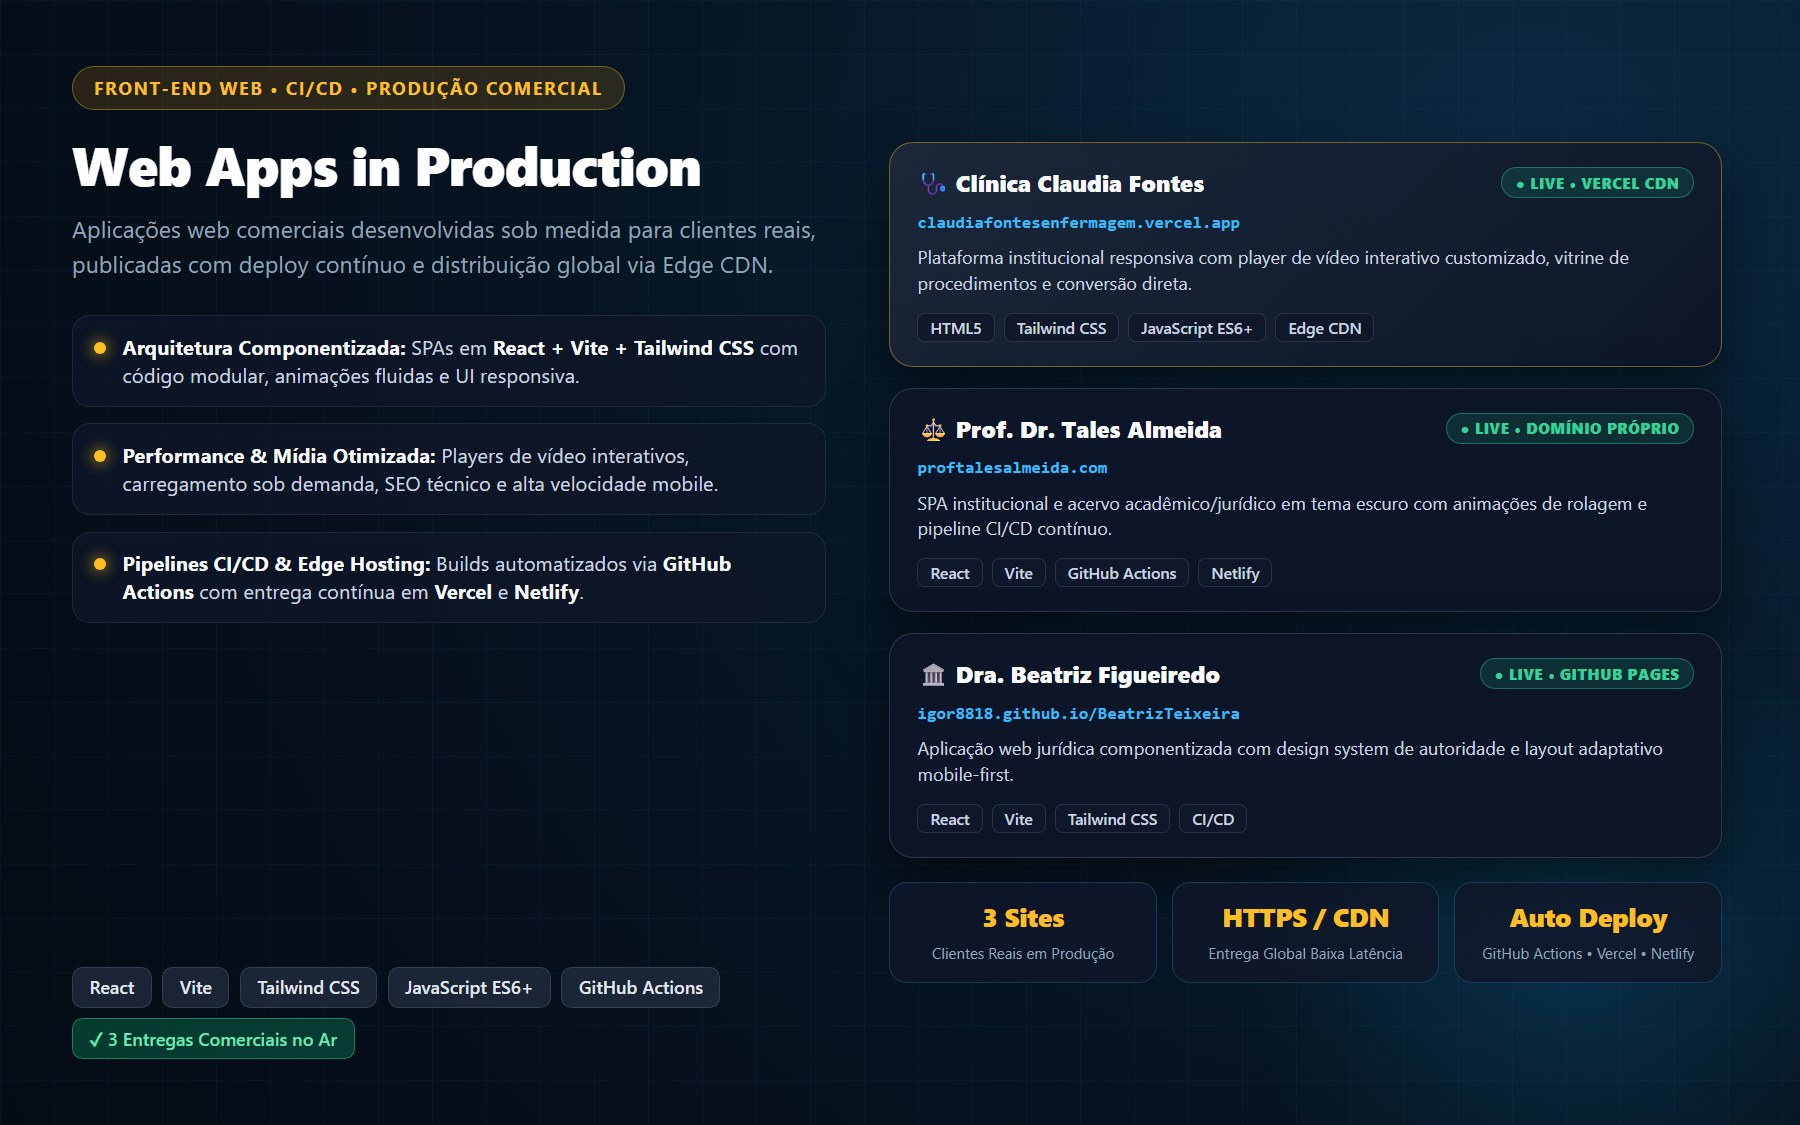 FRONT-END WEB • CI/CD • PRODUÇÃO COMERCIAL
Web Apps in Production
Aplicações web comerciais desenvolvidas sob medida para clientes reais,
publicadas com deploy contínuo e distribuição global via Edge CDN.
Arquitetura Componentizada: SPAs em React + Vite + Tailwind CSS com
código modular, animações fluidas e UI responsiva.
Performance & Mídia Otimizada: Players de vídeo interativos,
carregamento sob demanda, SEO técnico e alta velocidade mobile.
Pipelines CI/CD & Edge Hosting: Builds automatizados via GitHub
Actions com entrega contínua em Vercel e Netlify.
React Vite Tailwind CSS JavaScript ES6+ GitHub Actions
✓ 3 Entregas Comerciais no Ar
Clínica Claudia Fontes
● LIVE • VERCEL CDN
claudiafontesenfermagem.vercel.app
Plataforma institucional responsiva com player de vídeo interativo customizado, vitrine de
procedimentos e conversão direta.
HTML5 Tailwind CSS JavaScript ES6+ Edge CDN
Prof. Dr. Tales Almeida
● LIVE • DOMÍNIO PRÓPRIO
proftalesalmeida.com
SPA institucional e acervo acadêmico/jurídico em tema escuro com animações de rolagem e
pipeline CI/CD contínuo.
React Vite GitHub Actions Netlify
Dra. Beatriz Figueiredo
● LIVE • GITHUB PAGES
igor8818.github.io/BeatrizTeixeira
Aplicação web jurídica componentizada com design system de autoridade e layout adaptativo
mobile-first.
React Vite Tailwind CSS CI/CD
3 Sites
Clientes Reais em Produção
HTTPS / CDN
Entrega Global Baixa Latência
Auto Deploy
GitHub Actions • Vercel • Netlify